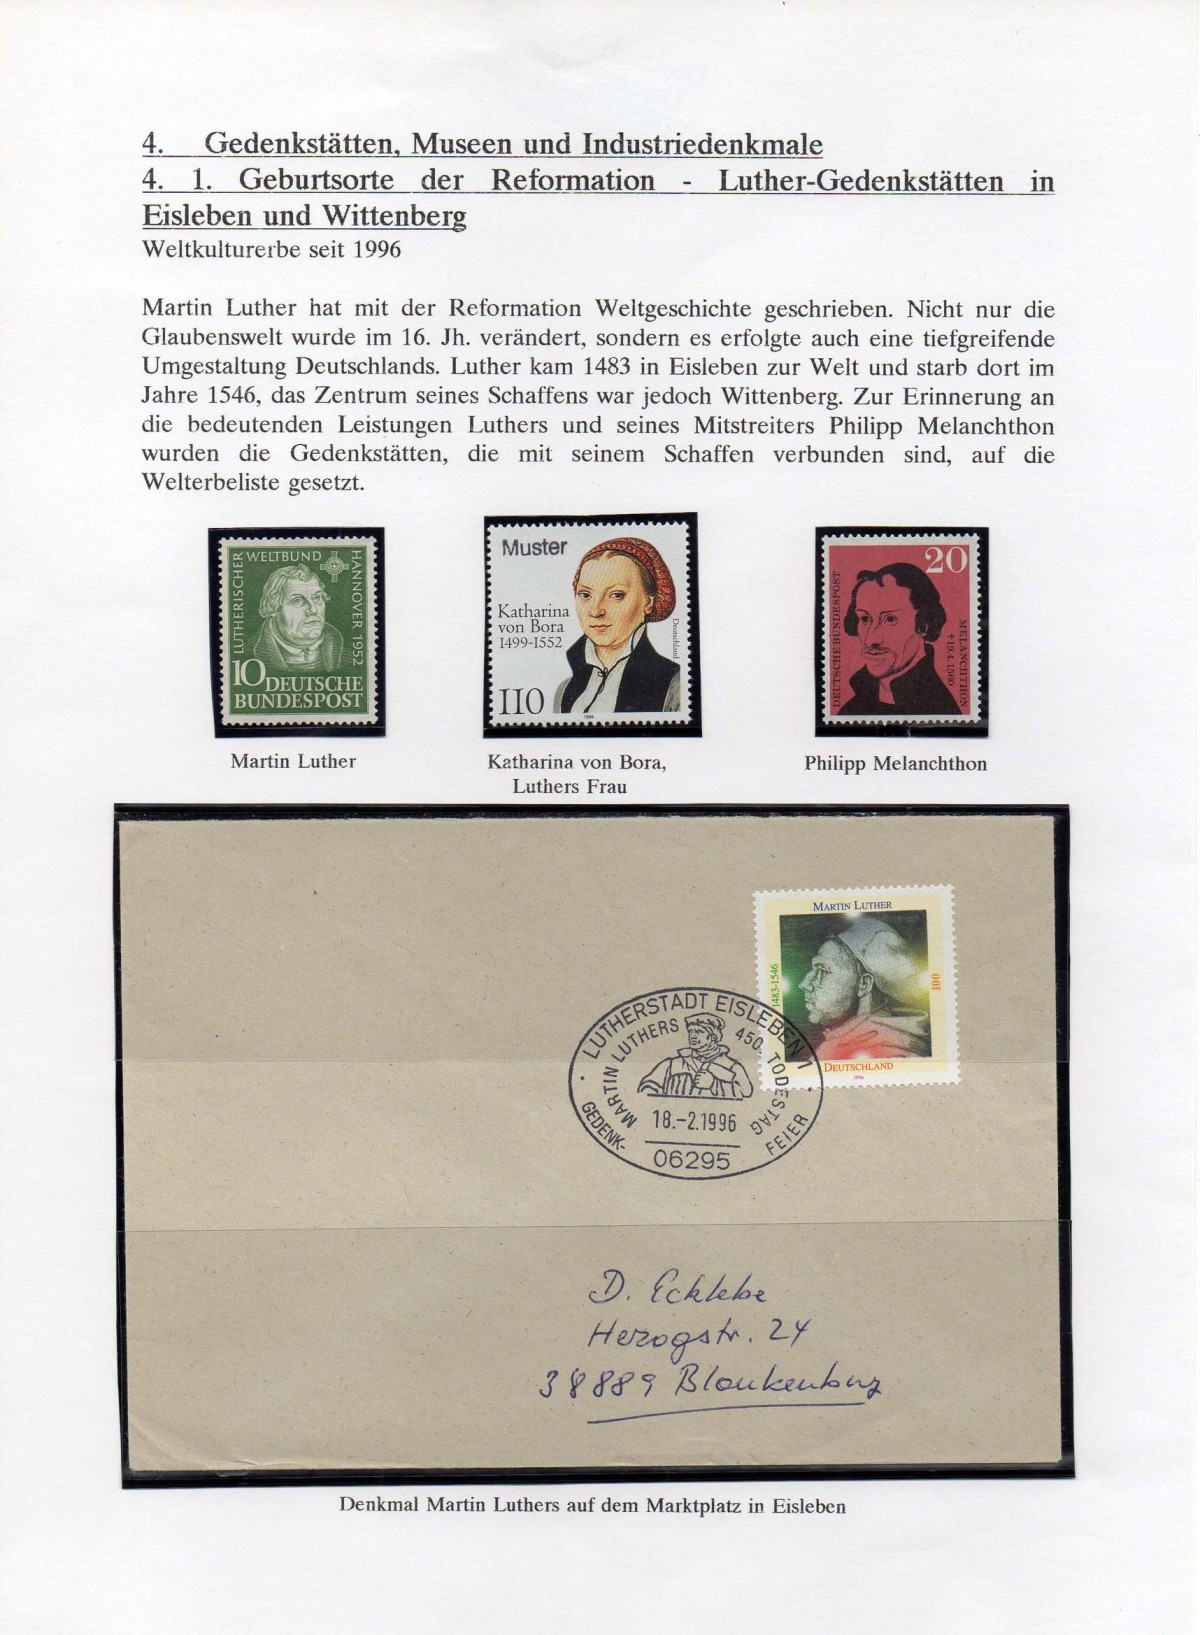 4. Gedenkstätten, Museen und Industriedenkmale
4. 1. Geburtsorte der Reformation - Luther-Gedenkstätten in
Eisleben und Wittenberg
Weltkulturerbe seit 1996
Martin Luther hat mit der Reformation Weltgeschichte geschrieben. Nicht nur die
Glaubenswelt wurde im 16. Jh. verändert, sondern es erfolgte auch eine tiefgreifende
Umgestaltung Deutschlands. Luther kam 1483 in Eisleben zur Welt und starb dort im
Jahre 1546, das Zentrum seines Schaffens war jedoch Wittenberg. Zur Erinnerung an
die bedeutenden Leistungen Luthers und seines Mitstreiters Philipp Melanchthon
wurden die Gedenkstätten, die mit seinem Schaffen verbunden sind, auf die
Welterbeliste gesetzt.
LUTHERISCHER WELTBUND HANNOVER 1952
10 DEUTSCHE
BUNDESPOST
Muster
Katharina
von Bora
1499-1552
Deutschland
110
1999
20
DEUTSCHE BUNDESPOST
MELANCHTHON
†19.4.1560
Martin Luther
Katharina von Bora,
Luthers Frau
Philipp Melanchthon
MARTIN LUTHER
1483-1546
100
DEUTSCHLAND
1996
LUTHERSTADT EISLEBEN 1
MARTIN LUTHERS 450. TODESTAG
18.-2.1996
GEDENK-
FEIER
06295
D. Ecklebe
Herzogstr. 24
38889 Blankenburg
Denkmal Martin Luthers auf dem Marktplatz in Eisleben